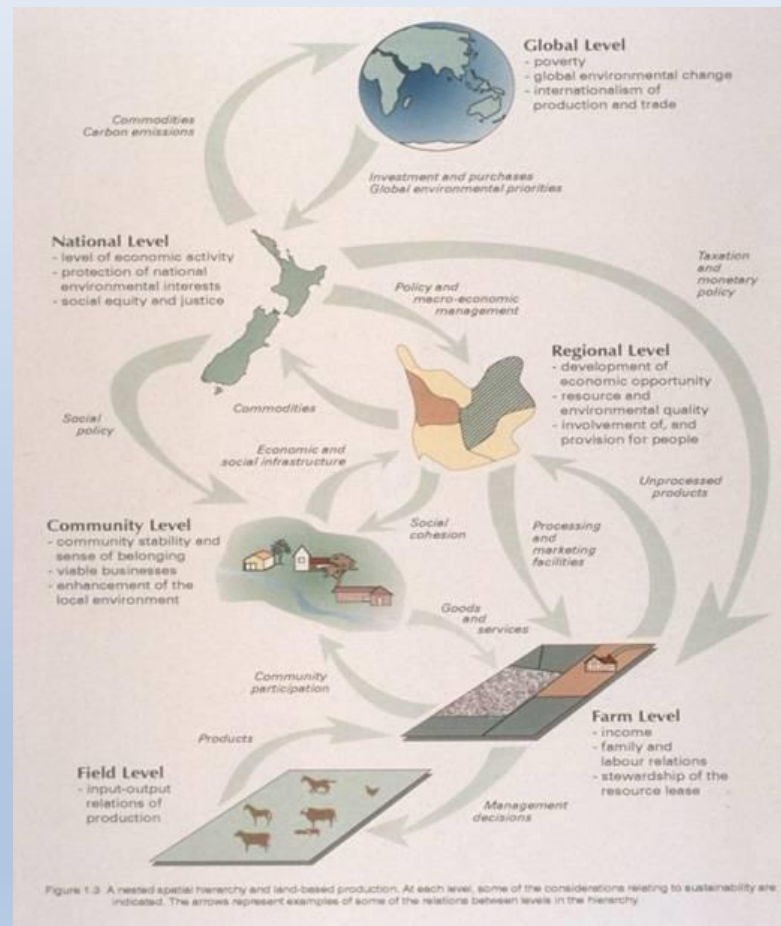 Global Level
- poverty
- global environmental change
- internationalism of
production and trade
Commodities
Carbon emissions
Investment and purchases
Global environmental priorities
National Level
- level of economic activity
- protection of national
environmental interests
- social equity and justice
Taxation
and
monetary
policy
Policy and
macro-economic
management
Regional Level
- development of
economic opportunity
- resource and
environmental quality
- involvement of, and
provision for people
Commodities
Social
policy
Economic and
social infrastructure
Unprocessed
products
Community Level
- community stability and
sense of belonging
- viable businesses
- enhancement of the
local environment
Social
cohesion
Processing
and
marketing
facilities
Goods
and
services
Community
participation
Farm Level
- income
- family and
labour relations
- stewardship of the
resource lease
Products
Field Level
- input-output
relations of
production
Management
decisions
Figure 1.3 A nested spatial hierarchy and land-based production. At each level, some of the considerations relating to sustainability are
indicated. The arrows represent examples of some of the relations between levels in the hierarchy.